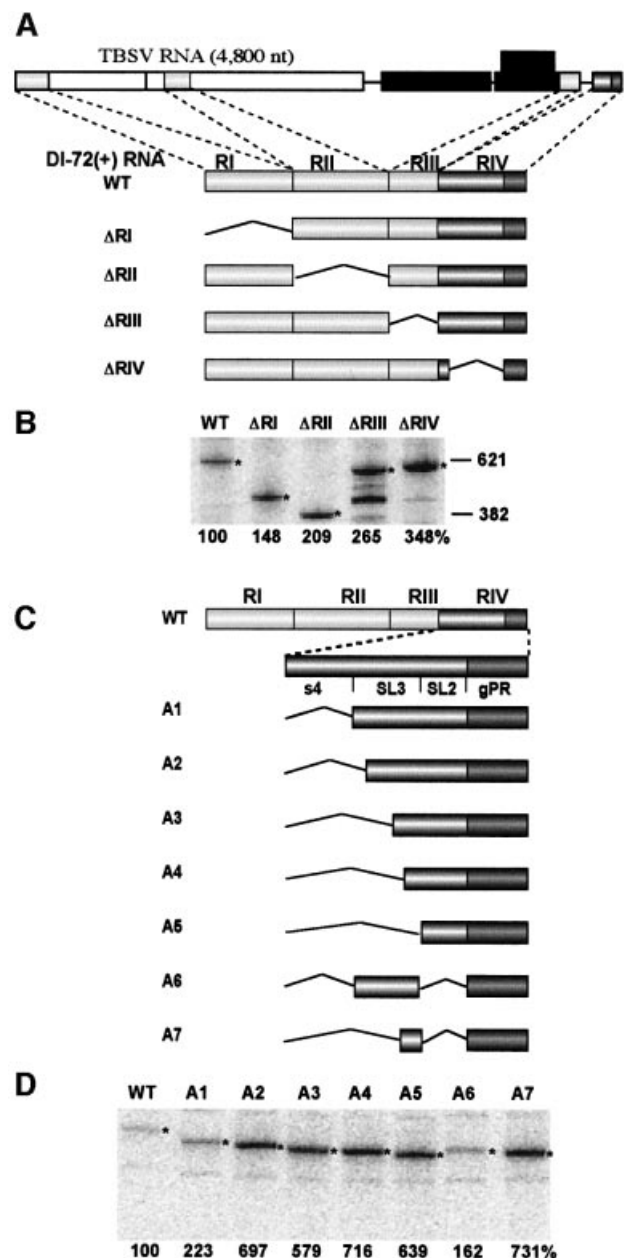 A
TBSV RNA (4,800 nt)
DI-72(+) RNA RI RII RIII RIV
WT
ΔRI
ΔRII
ΔRIII
ΔRIV
B
WT ΔRI ΔRII ΔRIII ΔRIV
* * * * * 621
382
100 148 209 265 348%
C
RI RII RIII RIV
WT
s4 SL3 SL2 gPR
A1
A2
A3
A4
A5
A6
A7
D
WT A1 A2 A3 A4 A5 A6 A7
* * * * * * * *
100 223 697 579 716 639 162 731%